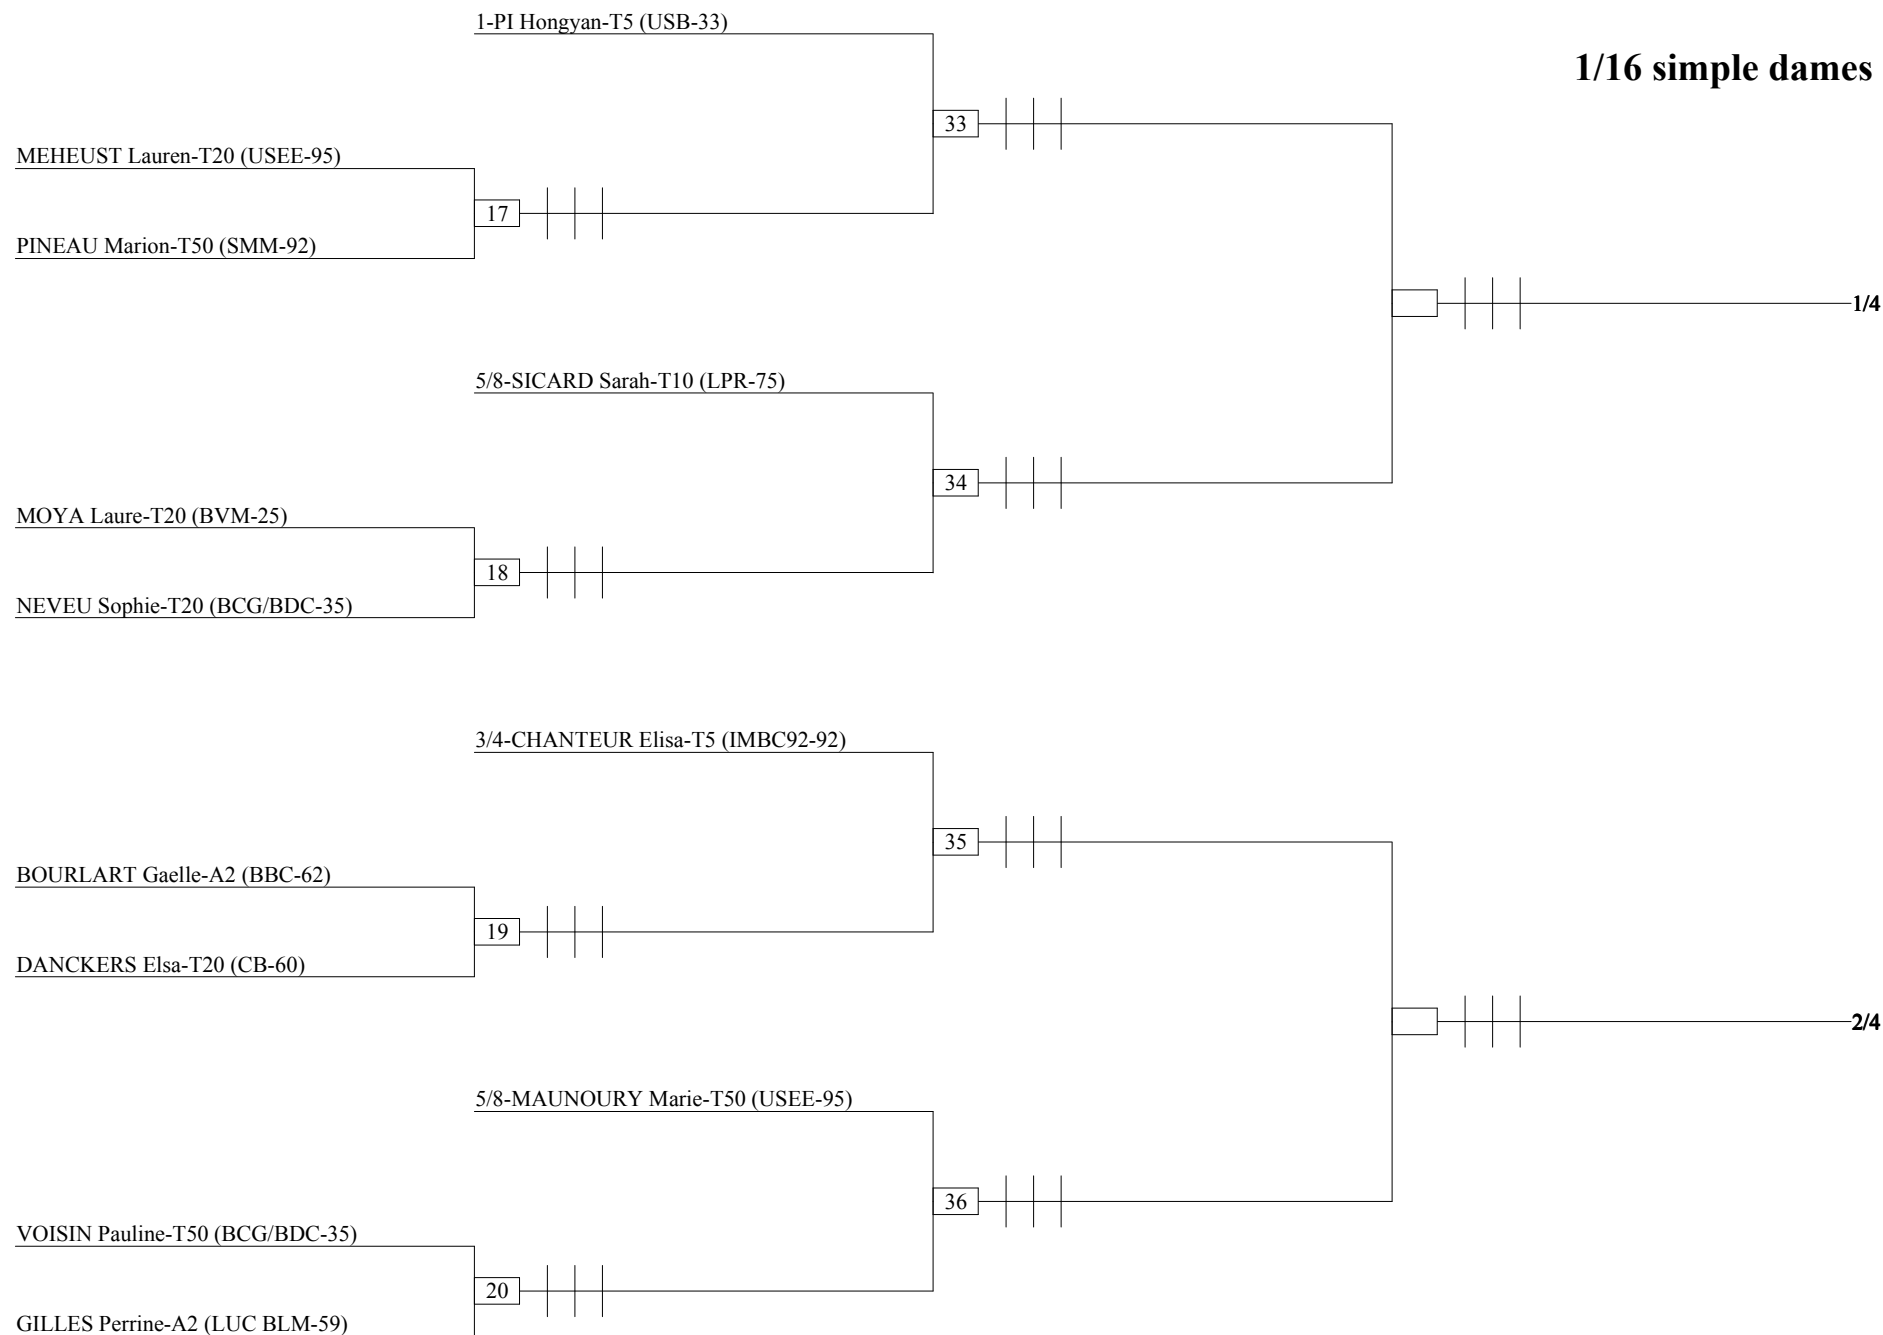 1-PI Hongyan-T5 (USB-33)
1/16 simple dames
33
MEHEUST Lauren-T20 (USEE-95)
17
PINEAU Marion-T50 (SMM-92)
1/4
5/8-SICARD Sarah-T10 (LPR-75)
34
MOYA Laure-T20 (BVM-25)
18
NEVEU Sophie-T20 (BCG/BDC-35)
3/4-CHANTEUR Elisa-T5 (IMBC92-92)
35
BOURLART Gaelle-A2 (BBC-62)
19
DANCKERS Elsa-T20 (CB-60)
2/4
5/8-MAUNOURY Marie-T50 (USEE-95)
36
VOISIN Pauline-T50 (BCG/BDC-35)
20
GILLES Perrine-A2 (LUC BLM-59)